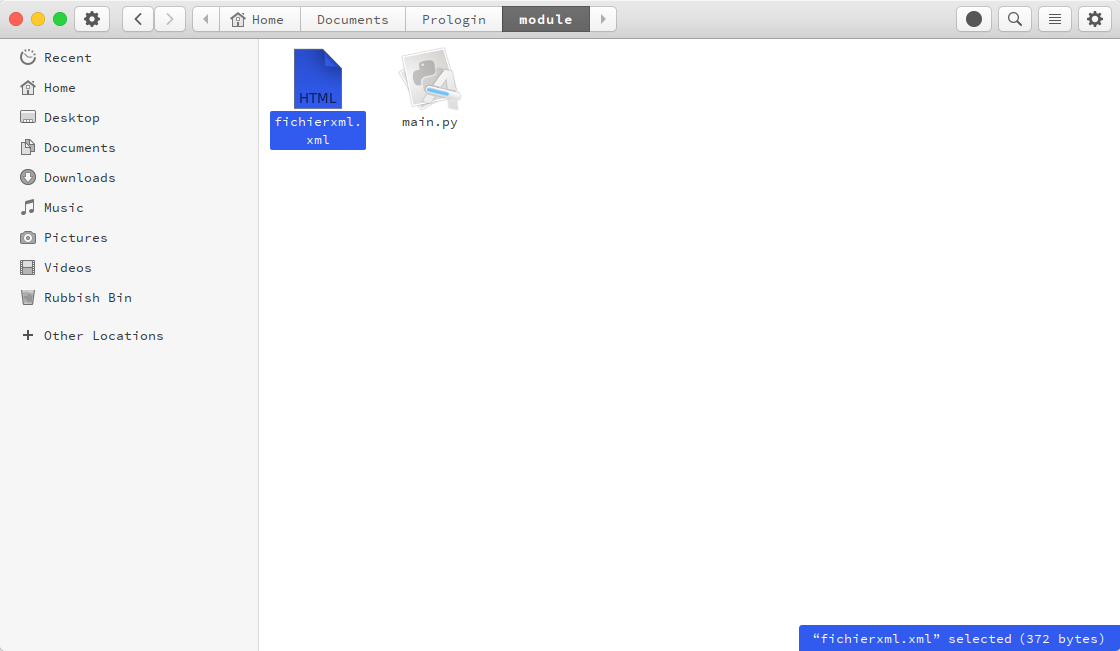 Home
Documents
Prologin
module
Recent
Home
Desktop
Documents
Downloads
Music
Pictures
Videos
Rubbish Bin
Other Locations
HTML
fichierxml.
xml
main.py
“fichierxml.xml” selected (372 bytes)